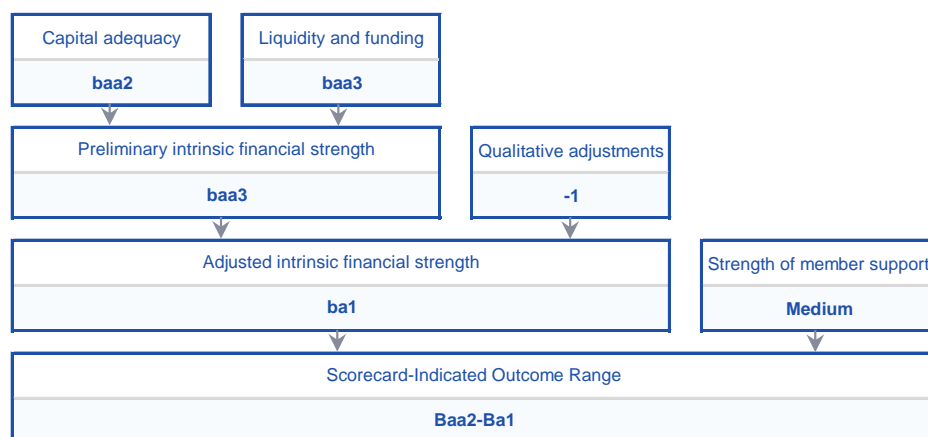 Capital adequacy
Liquidity and funding
baa2
baa3
Preliminary intrinsic financial strength
Qualitative adjustments
baa3
-1
Adjusted intrinsic financial strength
Strength of member support
ba1
Medium
Scorecard-Indicated Outcome Range
Baa2-Ba1